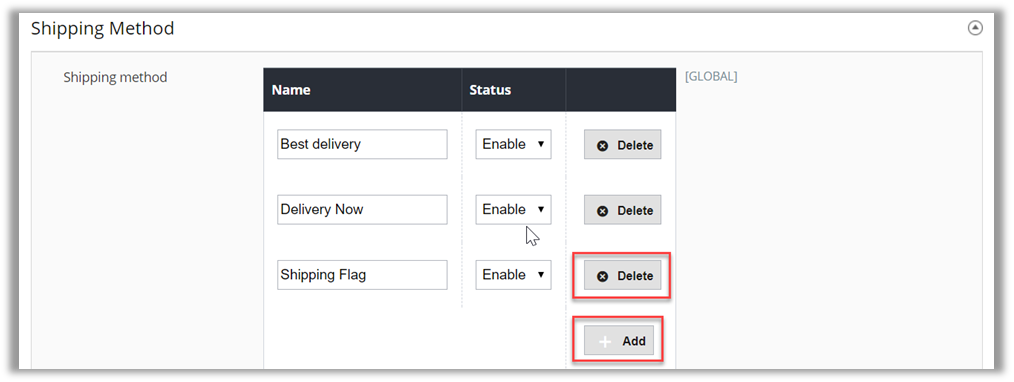 Shipping Method
Shipping method
Name Status
[GLOBAL]
Best delivery Enable Delete
Delivery Now Enable Delete
Shipping Flag Enable Delete
Add